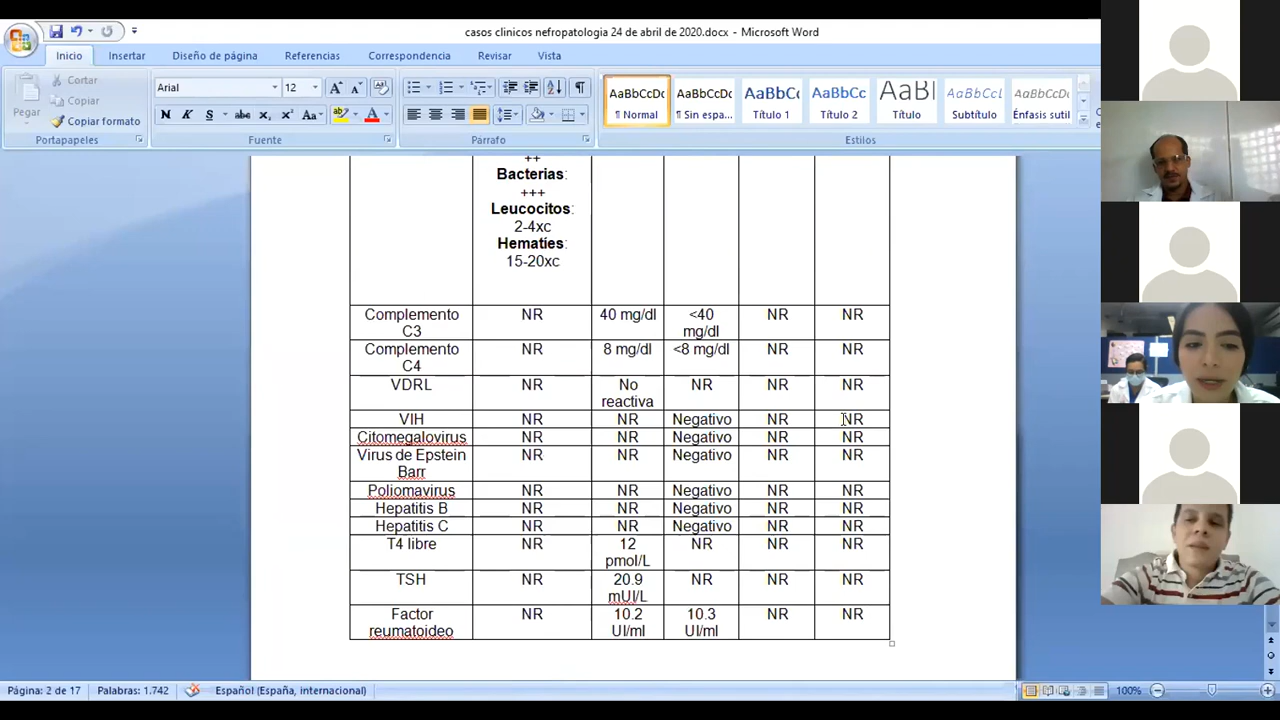 casos clinicos nefropatologia 24 de abril de 2020.docx - Microsoft Word
Inicio Insertar Diseño de página Referencias Correspondencia Revisar Vista
Cortar
Copiar
Pegar
Copiar formato
Arial 12
N K S abc x₂ x² Aa A
AaBbCcDc AaBbCcDc AaBbCc AaBbCc AaBl AaBbCcL AaBbCcDc
¶ Normal ¶ Sin espa... Título 1 Título 2 Título Subtítulo Énfasis sutil
Portapapeles Fuente Párrafo Estilos
++
Bacterias:
+++
Leucocitos:
2-4xc
Hematíes:
15-20xc
Complemento C3 NR 40 mg/dl <40 mg/dl NR NR
Complemento C4 NR 8 mg/dl <8 mg/dl NR NR
VDRL NR No reactiva NR NR NR
VIH NR NR Negativo NR NR
Citomegalovirus NR NR Negativo NR NR
Virus de Epstein Barr NR NR Negativo NR NR
Poliomavirus NR NR Negativo NR NR
Hepatitis B NR NR Negativo NR NR
Hepatitis C NR NR Negativo NR NR
T4 libre NR 12 pmol/L NR NR NR
TSH NR 20.9 mUI/L NR NR NR
Factor reumatoideo NR 10.2 UI/ml 10.3 UI/ml NR NR
Página: 2 de 17 Palabras: 1.742 Español (España, internacional) 100%